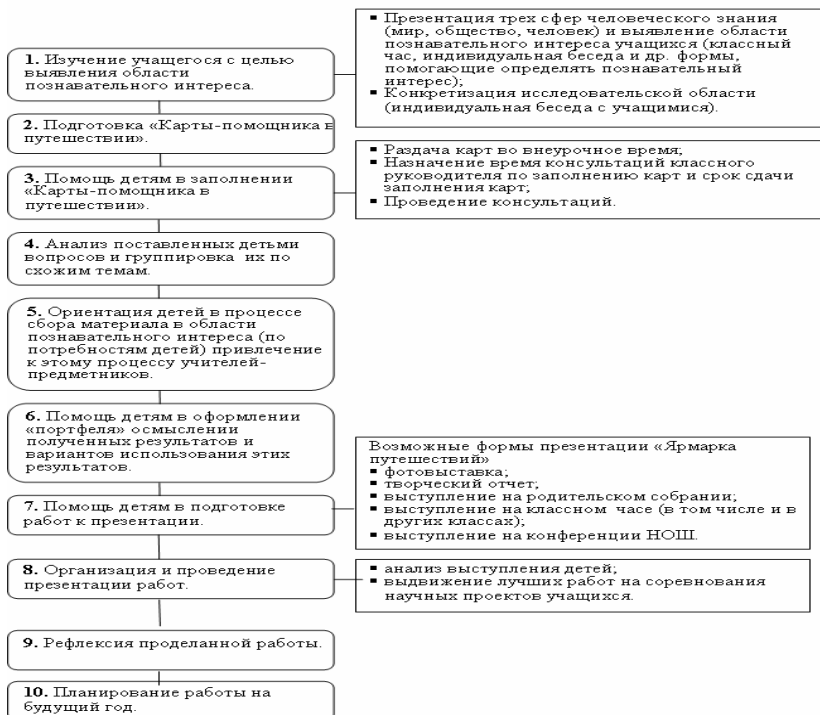 1. Изучение учащегося с целью
выявления области
познавательного интереса.
▪ Презентация трех сфер человеческого знания
(мир, общество, человек) и выявление области
познавательного интереса учащихся (классный
час, индивидуальная беседа и др. формы,
помогающие определять познавательный
интерес);
▪ Конкретизация исследовательской области
(индивидуальная беседа с учащимися).
2. Подготовка «Карты-помощника в
путешествии».
3. Помощь детям в заполнении
«Карты-помощника в
путешествии».
▪ Раздача карт во внеурочное время;
▪ Назначение время консультаций классного
руководителя по заполнению карт и срок сдачи
заполнения карт;
▪ Проведение консультаций.
4. Анализ поставленных детьми
вопросов и группировка их по
схожим темам.
5. Ориентация детей в процессе
сбора материала в области
познавательного интереса (по
потребностям детей) привлечение
к этому процессу учителей-
предметников.
6. Помощь детям в оформлении
«портфеля» осмыслении
полученных результатов и
вариантов использования этих
результатов.
7. Помощь детям в подготовке
работ к презентации.
Возможные формы презентации «Ярмарка
путешествий»
▪ фотовыставка;
▪ творческий отчет;
▪ выступление на родительском собрании;
▪ выступление на классном часе (в том числе и в
других классах);
▪ выступление на конференции НОШ.
8. Организация и проведение
презентации работ.
▪ анализ выступления детей;
▪ выдвижение лучших работ на соревнования
научных проектов учащихся.
9. Рефлексия проделанной работы.
10. Планирование работы на
будущий год.